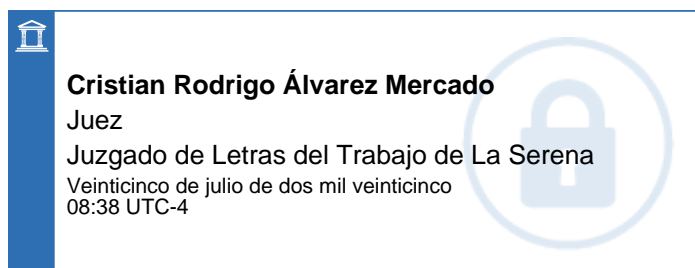 Cristian Rodrigo Álvarez Mercado
Juez
Juzgado de Letras del Trabajo de La Serena
Veinticinco de julio de dos mil veinticinco
08:38 UTC-4